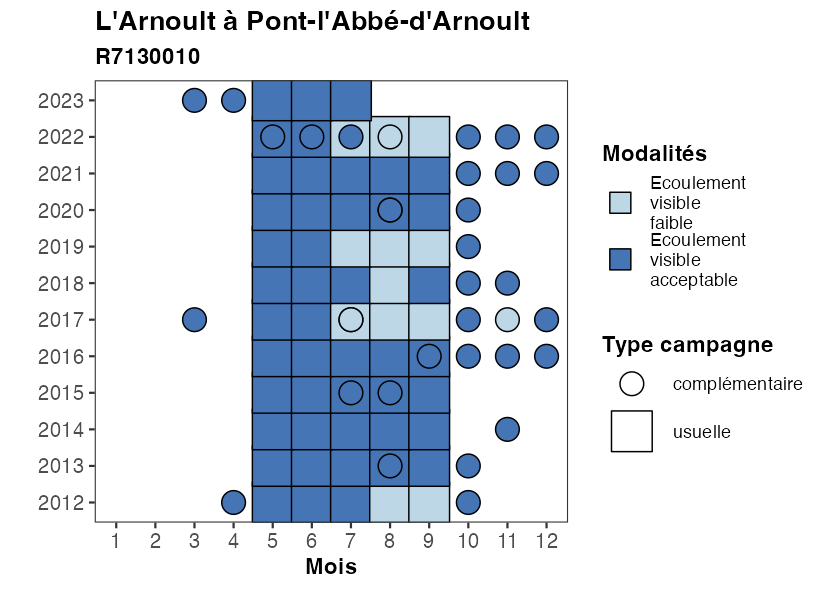 L'Arnoult à Pont-l'Abbé-d'Arnoult
R7130010
2023
2022
2021
2020
2019
2018
2017
2016
2015
2014
2013
2012
1 2 3 4 5 6 7 8 9 10 11 12
Mois
Modalités
Ecoulement
visible
faible
Ecoulement
visible
acceptable
Type campagne
complémentaire
usuelle